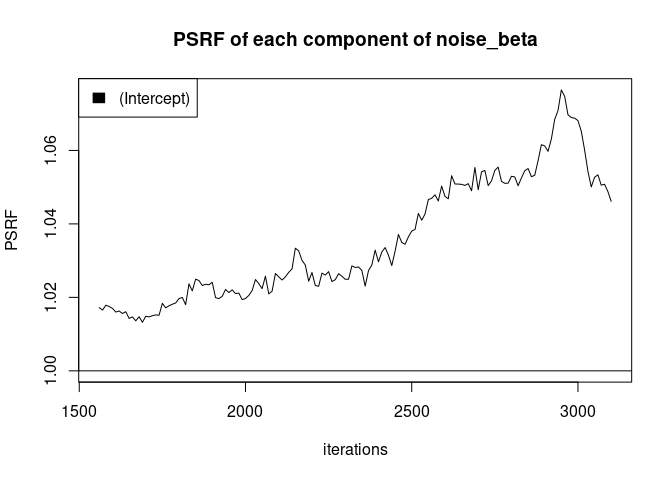 PSRF of each component of noise_beta
(Intercept)
PSRF
1.06
1.04
1.02
1.00
1500 2000 2500 3000
iterations